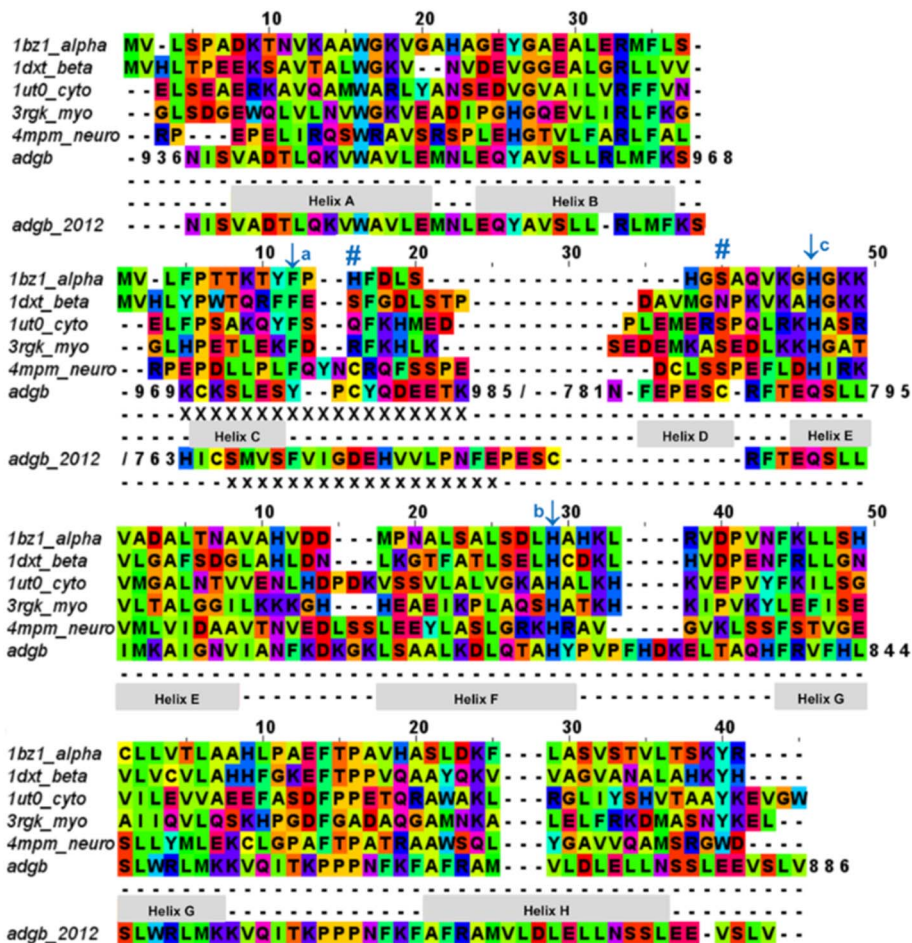 10 20 30
1bz1_alpha MV-LSPADKTNVKAAWGKVGAHAGEYGAEALERMFLS-
1dxt_beta MVHLTPEEKSAVTALWGKV--NVDEVGGEALGRLLVV-
1ut0_cyto --ELSEAERKAVQAMWARLYANSEDVGVAILVRFFVN-
3rgk_myo --GLSDGEWQLVLNVWGKVEADIPGHGQEVLIRLFKG-
4mpm_neuro --RP---EPELIRQSWRAVSRSPLEHGTVLFARLFAL-
adgb -936NISVADTLQKVWAVLEMNLEQYAVSLLRLMFKS968
Helix A Helix B
adgb_2012 NISVADTLQKVWAVLEMNLEQYAVSLL-RLMFKS
10 a # 20 30 # c 50
1bz1_alpha MV-LFPTTKTYFP--HFDLS-----------------HGSAQVKGHGKK
1dxt_beta MVHLYPWTQRFFE--SFGDLSTP-----------DAVMGNPKVKAHGKK
1ut0_cyto --ELFPSAKQYFS--QFKHMED-----------PLEMERSPQLRKHASR
3rgk_myo --GLHPETLEKFD--RFKHLK-----------SEDEMKASEDLKKHGAT
4mpm_neuro --RPEPDLLPLFQYNCRQFSSPE------------DCLSSPEFLDHIRK
adgb -969KCKSLESY--PCYQDEETK985/--781N-FEPESC-RFTEQSLL795
XXXXXXXXXXXXXXXXXXX
Helix C Helix D Helix E
adgb_2012 /763HICSMVSFVIGDEHVVLPNFEPESC------------RFTEQSLL
XXXXXXXXXXXXXXXXXX
10 20 b 30 50
1bz1_alpha VADALTNAVAHVDD---MPNALSALSDLHAHKL----RVDPVNFKLLSH
1dxt_beta VLGAFSDGLAHLDN---LKGTFATLSELHCDKL----HVDPENFRLLGN
1ut0_cyto VMGALNTVVENLHDPDKVSSVLALVGKAHALKH----KVEPVYFKILSG
3rgk_myo VLTALGGILKKKGH---HEAEIKPLAQSHATKH----KIPVKYLEFISE
4mpm_neuro VMLVIDAAVTNVEDLSSLEEYLASLGRKHRAV-----GVKLSSFSTVGE
adgb IMKAIGNVIANFKDKGKLSAALKDLQTAHYPVPFHDKELTAQHFRVFHL844
Helix E Helix F Helix G
10 20 30 40
1bz1_alpha CLLVTLAAHLPAEFTPAVHASLDKF---LASVSTVLTSKYR----
1dxt_beta VLVCVLAHHFGKEFTPPVQAAYQKV---VAGVANALAHKYH----
1ut0_cyto VILEVVAEEFASDFPPETQRAWAKL---RGLIYSHVTAAYKEVGW
3rgk_myo AIIQVLQSKHPGDFGADAQGAMNKA---LELFRKDMASNYKEL--
4mpm_neuro SLLYMLEKCLGPAFTPATRAAWSQL---YGAVVQAMSRGWD----
adgb SLWRLMKKVQITKPPPNFKFAFRAM---VLDLELLNSSLEEVSLV886
Helix G Helix H
adgb_2012 SLWRLMKKVQITKPPPNFKFAFRAMVLDLELLNSSLEE-VSLV--